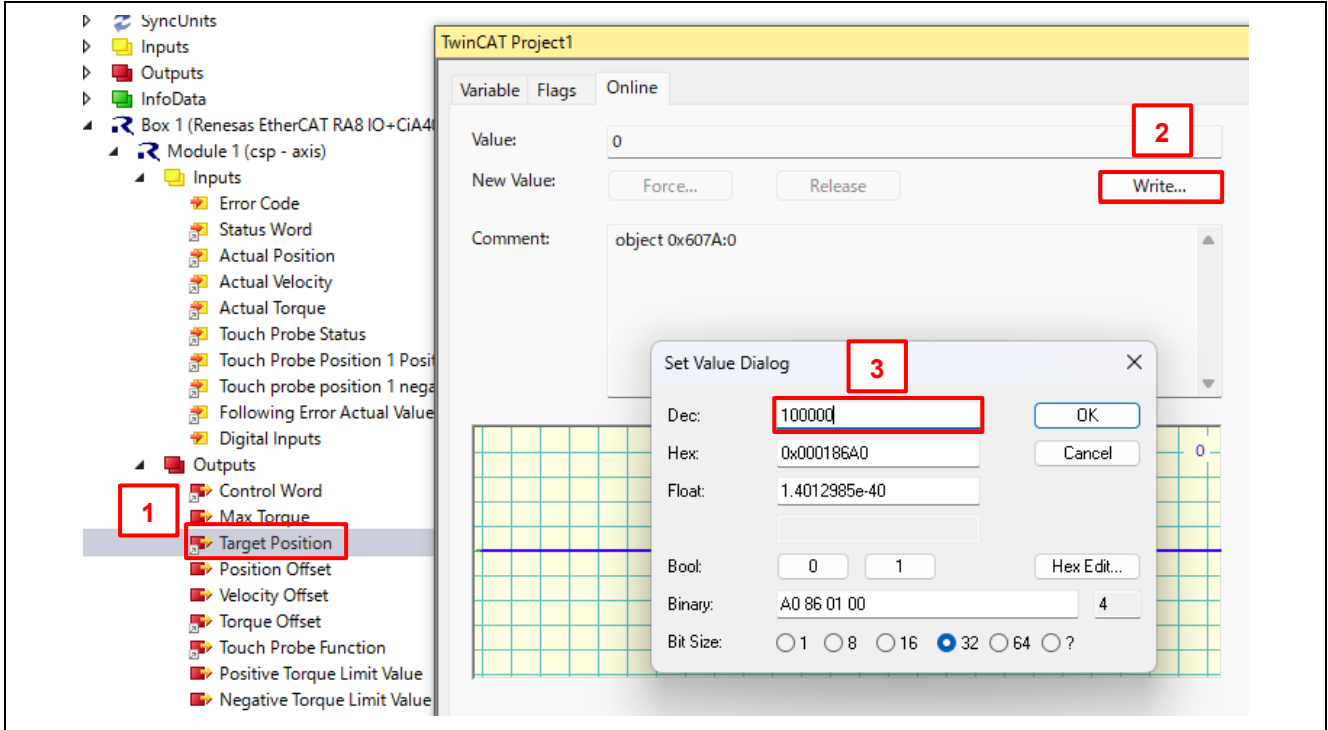 SyncUnits
Inputs
Outputs
InfoData
Box 1 (Renesas EtherCAT RA8 IO+CiA40
Module 1 (csp - axis)
Inputs
Error Code
Status Word
Actual Position
Actual Velocity
Actual Torque
Touch Probe Status
Touch Probe Position 1 Posit
Touch probe position 1 nega
Following Error Actual Value
Digital Inputs
Outputs
Control Word
1
Max Torque
Target Position
Position Offset
Velocity Offset
Torque Offset
Touch Probe Function
Positive Torque Limit Value
Negative Torque Limit Value
TwinCAT Project1
Variable Flags Online
Value: 0
2
New Value: Force... Release Write...
Comment: object 0x607A:0
Set Value Dialog
3
Dec: 100000 OK
Hex: 0x000186A0 Cancel
Float: 1.4012985e-40
Bool: 0 1 Hex Edit...
Binary: A0 86 01 00 4
Bit Size: 1 8 16 32 64 ?
0